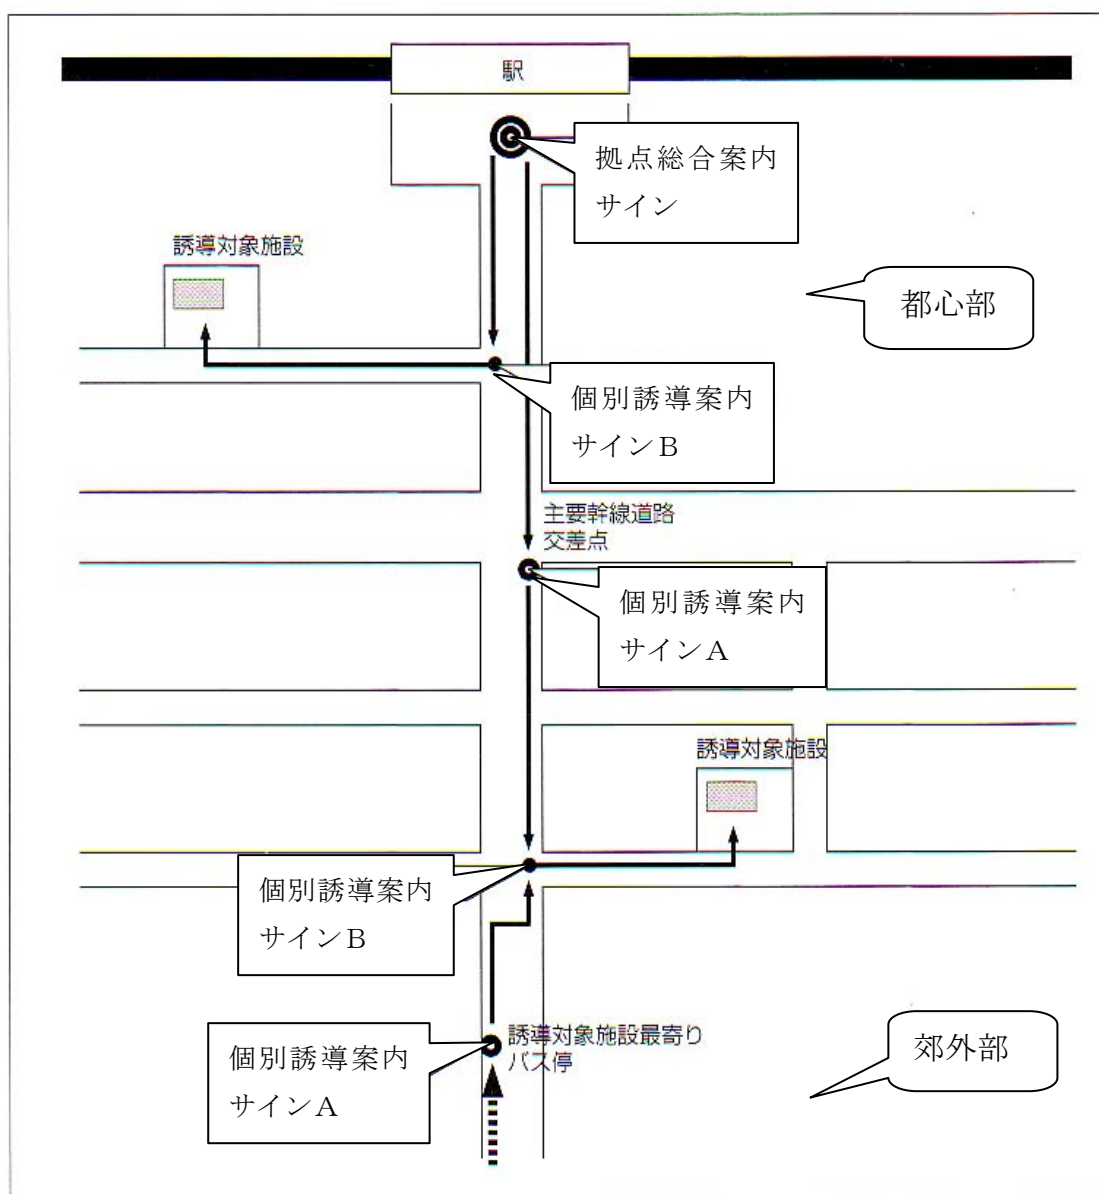 駅
拠点総合案内
サイン
誘導対象施設
都心部
個別誘導案内
サインB
主要幹線道路
交差点
個別誘導案内
サインA
誘導対象施設
個別誘導案内
サインB
誘導対象施設最寄り
バス停
個別誘導案内
サインA
郊外部